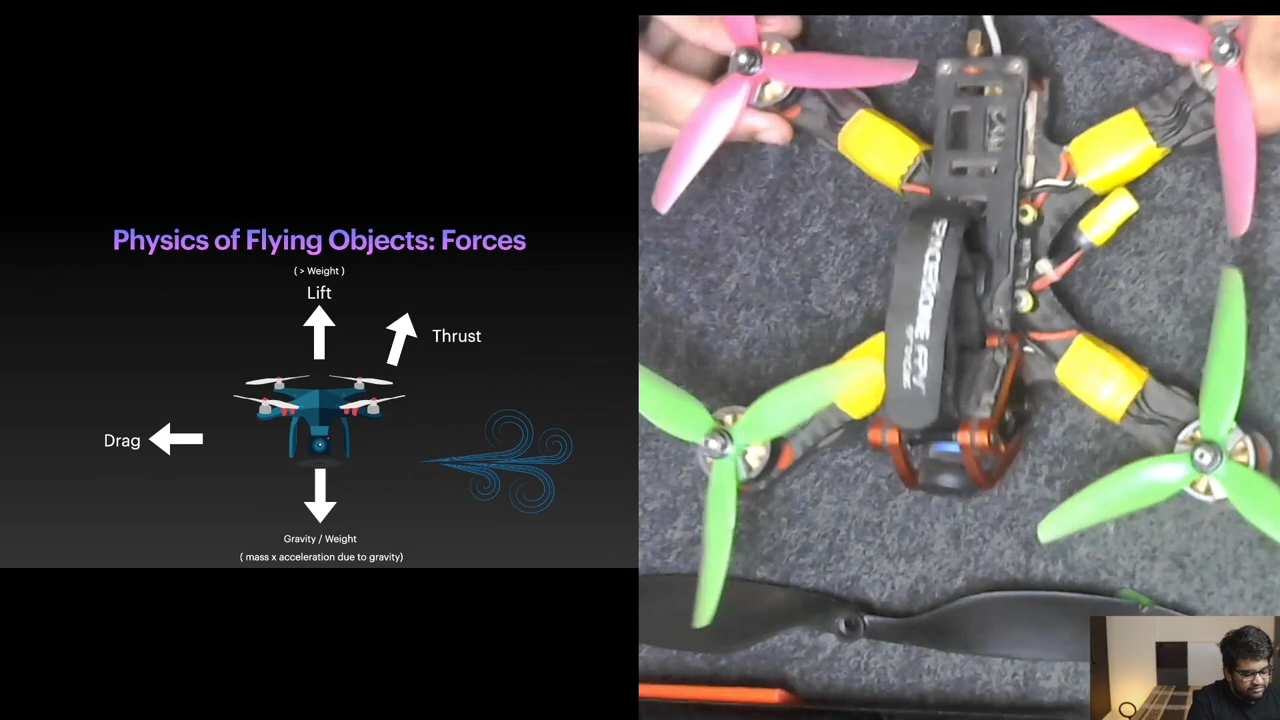 Physics of Flying Objects: Forces
( > Weight )
Lift
Thrust
Drag
Gravity / Weight
( mass x acceleration due to gravity)